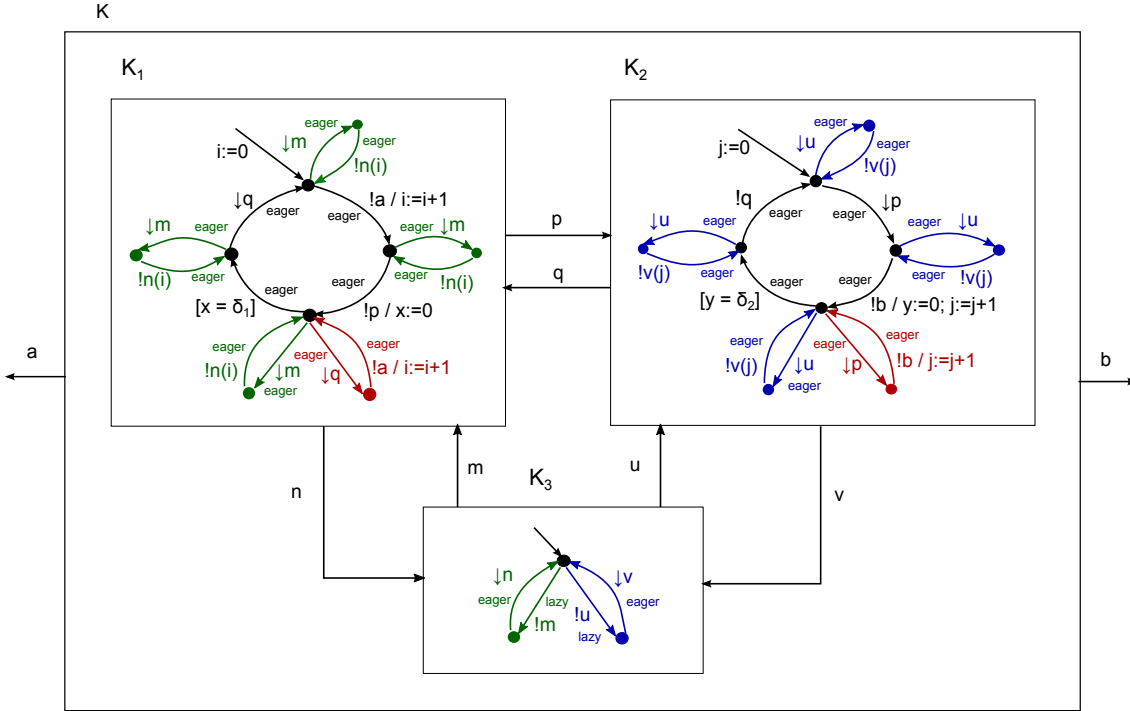 K
K1
K2
eager
↓m
eager
!n(i)
i:=0
↓q
eager
!a / i:=i+1
eager
↓m
eager
!n(i)
eager
↓m
eager
!n(i)
eager
eager
[x = δ1]
!p / x:=0
eager
!n(i)
↓m
eager
eager
↓q
eager
!a / i:=i+1
p
q
eager
↓u
eager
!v(j)
j:=0
!q
eager
↓p
eager
↓u
eager
!v(j)
eager
↓u
eager
!v(j)
eager
eager
[y = δ2]
!b / y:=0; j:=j+1
eager
!v(j)
↓u
eager
eager
↓p
eager
!b / j:=j+1
a
b
n
m
u
v
K3
↓n
eager
lazy
!m
↓v
eager
!u
lazy